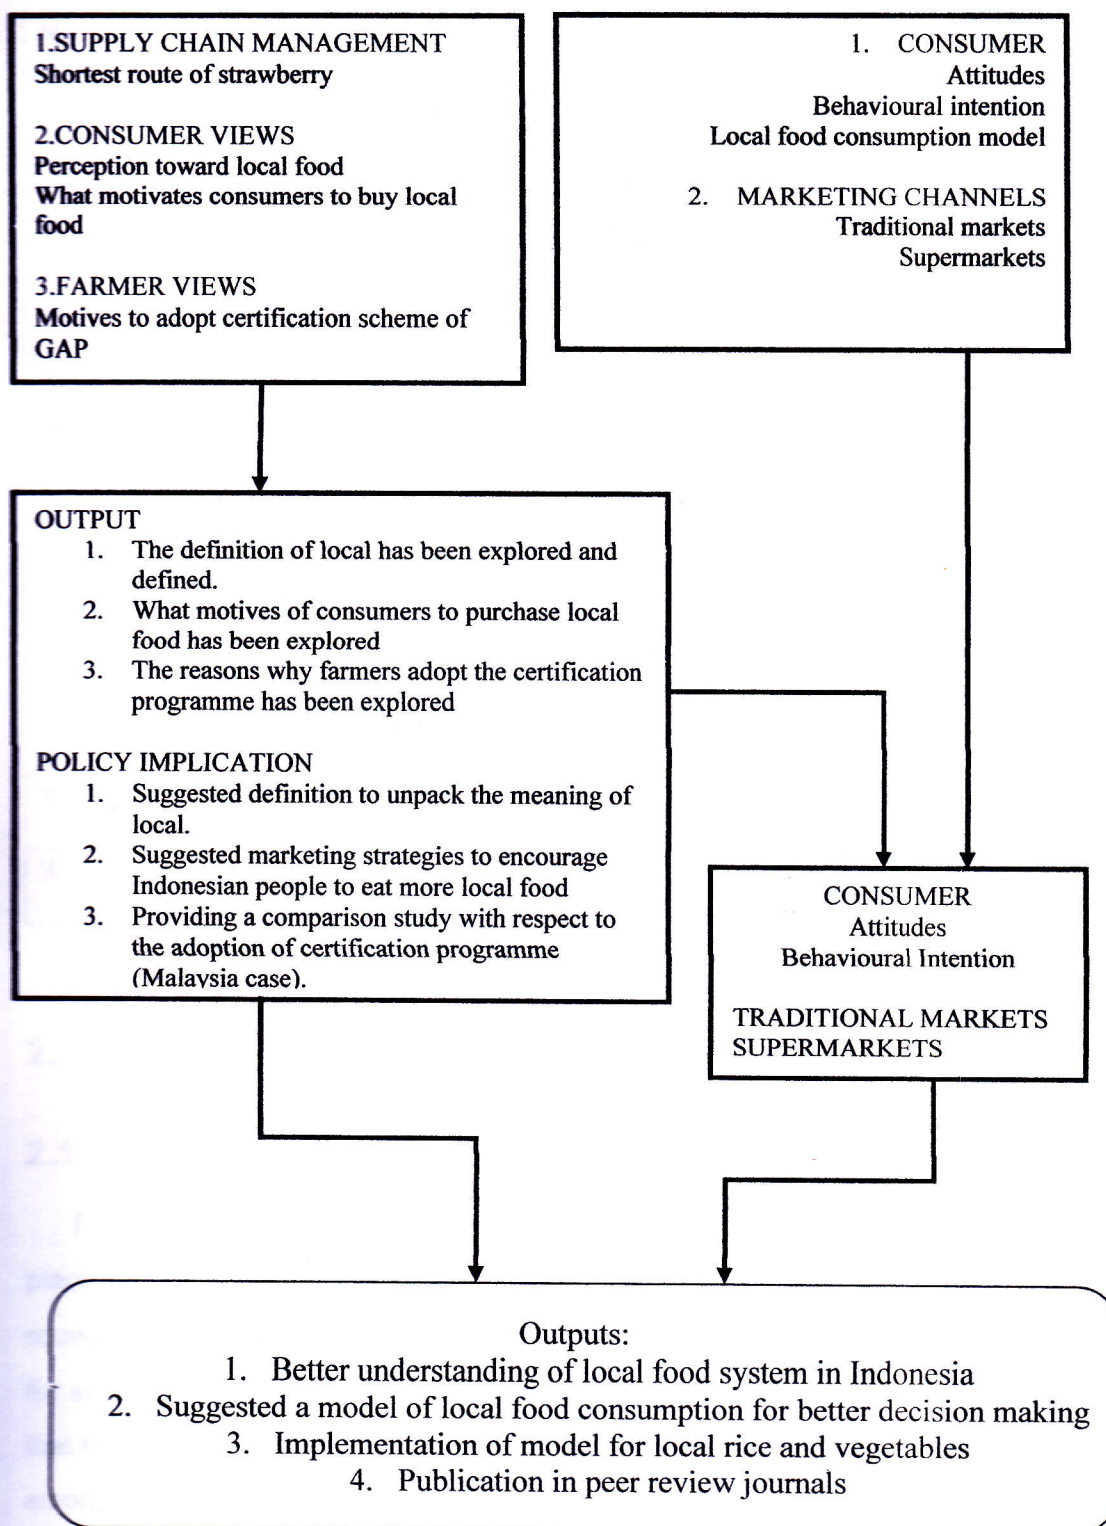 1.SUPPLY CHAIN MANAGEMENT
Shortest route of strawberry
2.CONSUMER VIEWS
Perception toward local food
What motivates consumers to buy local
food
3.FARMER VIEWS
Motives to adopt certification scheme of
GAP
1. CONSUMER
Attitudes
Behavioural intention
Local food consumption model
2. MARKETING CHANNELS
Traditional markets
Supermarkets
OUTPUT
1. The definition of local has been explored and
defined.
2. What motives of consumers to purchase local
food has been explored
3. The reasons why farmers adopt the certification
programme has been explored
POLICY IMPLICATION
1. Suggested definition to unpack the meaning of
local.
2. Suggested marketing strategies to encourage
Indonesian people to eat more local food
3. Providing a comparison study with respect to
the adoption of certification programme
(Malaysia case).
CONSUMER
Attitudes
Behavioural Intention
TRADITIONAL MARKETS
SUPERMARKETS
Outputs:
1. Better understanding of local food system in Indonesia
2. Suggested a model of local food consumption for better decision making
3. Implementation of model for local rice and vegetables
4. Publication in peer review journals